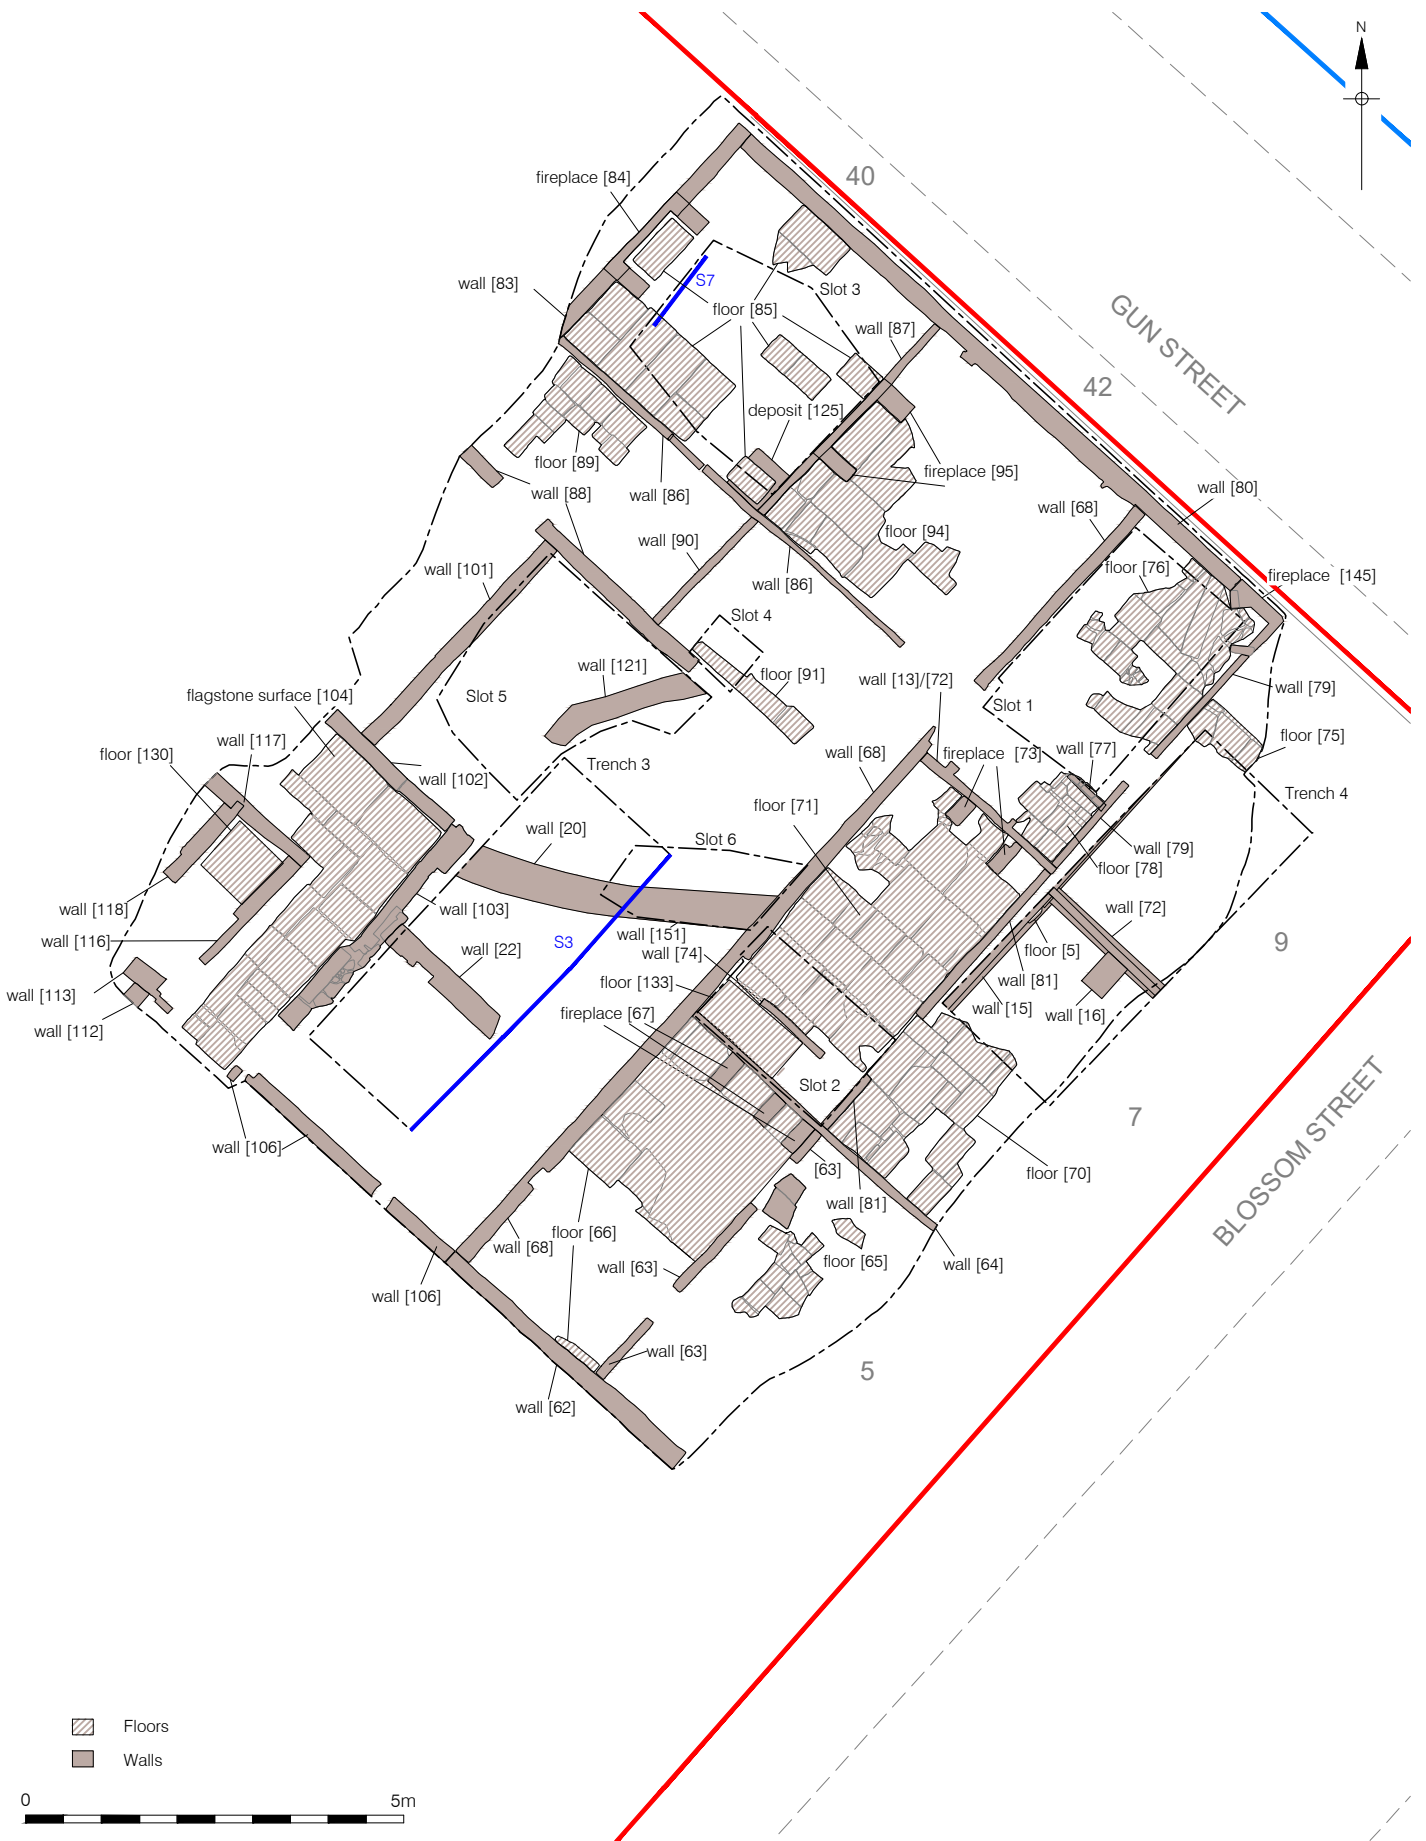 N
40
fireplace [84]
S7
wall [83]
Slot 3
floor [85]
wall [87]
GUN STREET
42
deposit [125]
floor [89]
fireplace [95]
wall [88]
wall [86]
wall [80]
wall [68]
floor [94]
wall [90]
wall [101]
wall [86]
floor [76]
fireplace [145]
Slot 4
wall [121]
floor [91]
wall [13]/[72]
flagstone surface [104]
Slot 5
wall [79]
Slot 1
floor [130]
wall [117]
wall [68]
fireplace [73]
wall [77]
floor [75]
Trench 3
wall [102]
Trench 4
floor [71]
wall [20]
Slot 6
wall [79]
floor [78]
wall [118]
wall [103]
wall [72]
wall [116]
S3
wall [151]
9
wall [22]
wall [74]
floor [5]
floor [133]
wall [81]
wall [113]
fireplace [67]
wall [15]
wall [16]
wall [112]
Slot 2
7
BLOSSOM STREET
wall [106]
[63]
floor [70]
wall [81]
floor [66]
wall [68]
floor [65]
wall [64]
wall [63]
wall [106]
wall [63]
5
wall [62]
Floors
Walls
0 5m